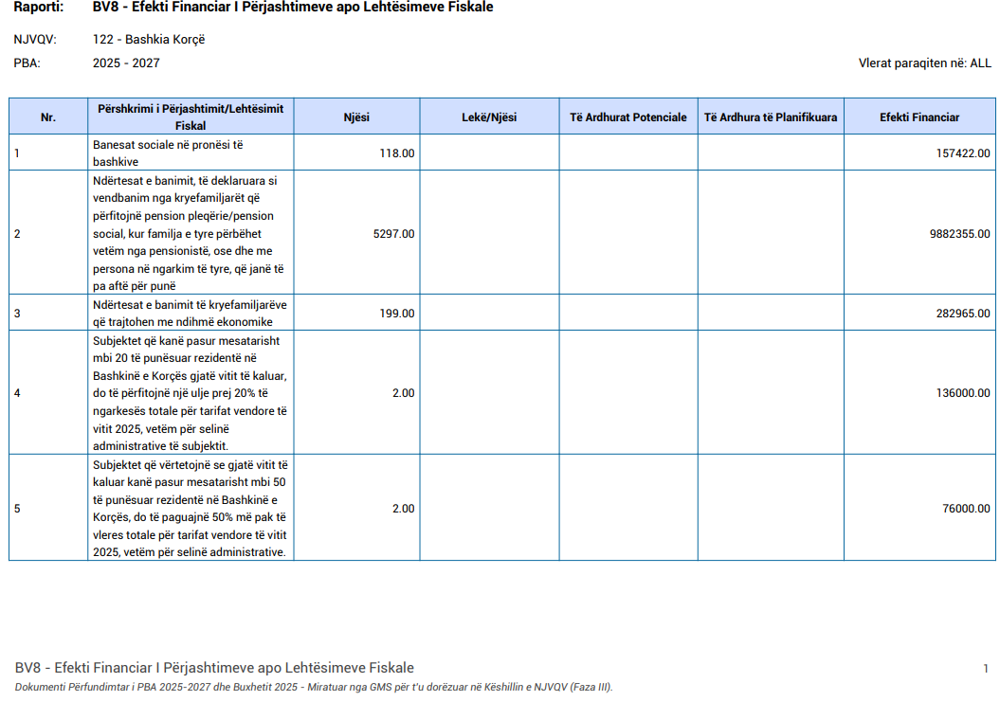 Raporti: BV8 - Efekti Financiar I Përjashtimeve apo Lehtësimeve Fiskale
NJVQV: 122 - Bashkia Korçë
PBA: 2025 - 2027
Vlerat paraqiten në: ALL
Nr. Përshkrimi i Përjashtimit/Lehtësimit Fiskal Njësi Lekë/Njësi Të Ardhurat Potenciale Të Ardhura të Planifikuara Efekti Financiar
1 Banesat sociale në pronësi të
bashkive 118.00 157422.00
2 Ndërtesat e banimit, të deklaruara si
vendbanim nga kryefamiljarët që
përfitojnë pension pleqërie/pension
social, kur familja e tyre përbëhet
vetëm nga pensionistë, ose dhe me
persona në ngarkim të tyre, që janë të
pa aftë për punë 5297.00 9882355.00
3 Ndërtesat e banimit të kryefamiljarëve
që trajtohen me ndihmë ekonomike 199.00 282965.00
4 Subjektet që kanë pasur mesatarisht
mbi 20 të punësuar rezidentë në
Bashkinë e Korçës gjatë vitit të kaluar,
do të përfitojnë një ulje prej 20% të
ngarkesës totale për tarifat vendore të
vitit 2025, vetëm për selinë
administrative të subjektit. 2.00 136000.00
5 Subjektet që vërtetojnë se gjatë vitit të
kaluar kanë pasur mesatarisht mbi 50
të punësuar rezidentë në Bashkinë e
Korçës, do të paguajnë 50% më pak të
vleres totale për tarifat vendore të vitit
2025, vetëm për selinë administrative. 2.00 76000.00
BV8 - Efekti Financiar I Përjashtimeve apo Lehtësimeve Fiskale 1
Dokumenti Përfundimtar i PBA 2025-2027 dhe Buxhetit 2025 - Miratuar nga GMS për t'u dorëzuar në Këshillin e NJVQV (Faza III).